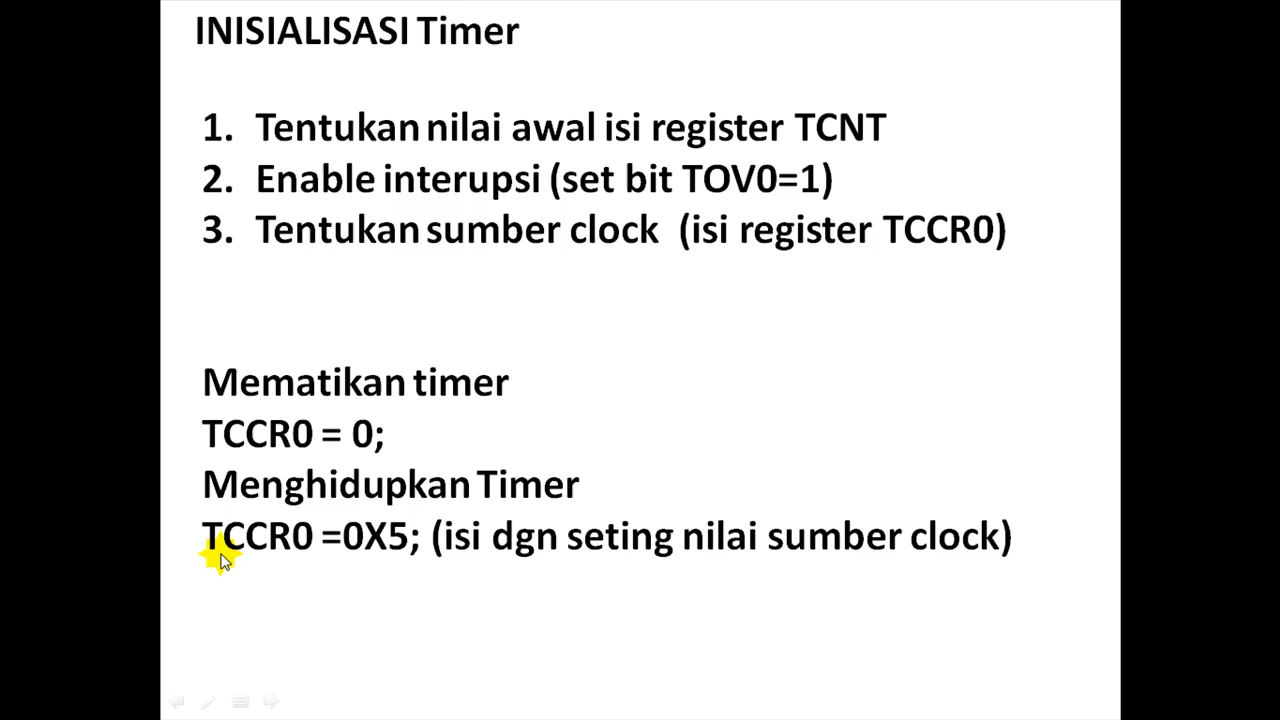 INISIALISASI Timer
1. Tentukan nilai awal isi register TCNT
2. Enable interupsi (set bit TOV0=1)
3. Tentukan sumber clock (isi register TCCR0)
Mematikan timer
TCCR0 = 0;
Menghidupkan Timer
TCCR0 =0X5; (isi dgn seting nilai sumber clock)